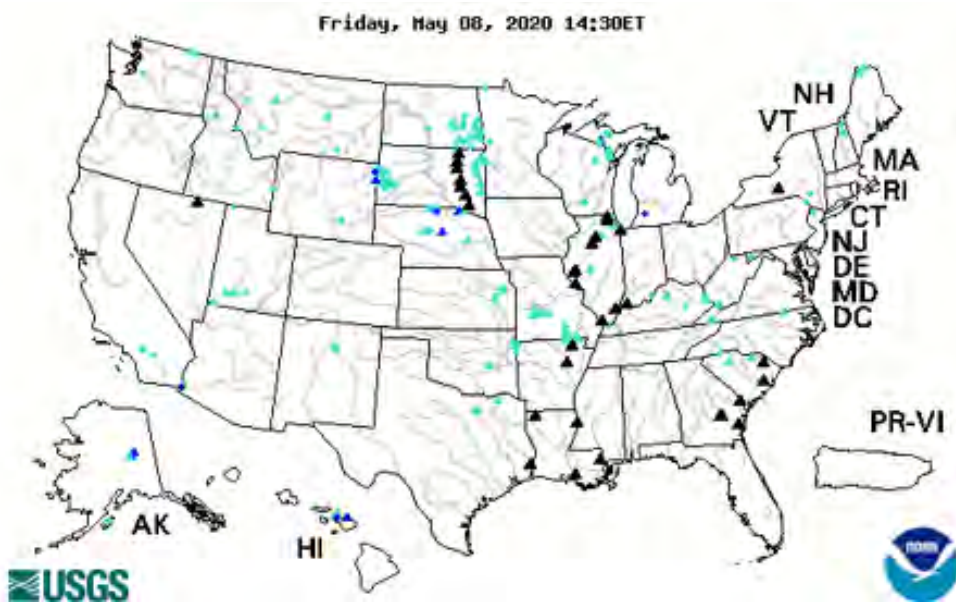 Friday, May 08, 2020 14:30ET
NH
VT
MA
RI
CT
NJ
DE
MD
DC
PR-VI
AK
HI
USGS
noaa